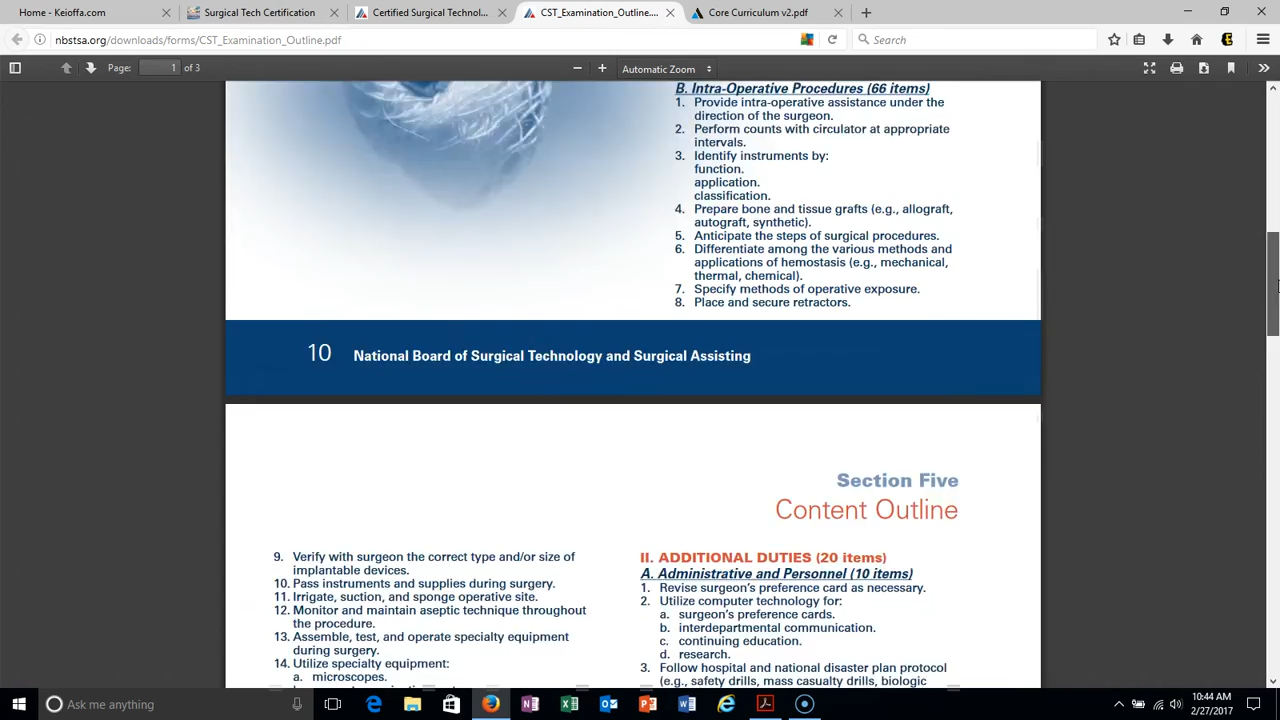 Home - Keioffa.com
Surgical Tech Certification
Certified Surgical Technol...
CST_Examination_Outline....
Core Curriculum v2.pdf
nbstsa.org/downloads/forms/CST_Examination_Outline.pdf
Search
Page: 1 of 3
Automatic Zoom
B. Intra-Operative Procedures (66 items)
1. Provide intra-operative assistance under the
direction of the surgeon.
2. Perform counts with circulator at appropriate
intervals.
3. Identify instruments by:
function.
application.
classification.
4. Prepare bone and tissue grafts (e.g., allograft,
autograft, synthetic).
5. Anticipate the steps of surgical procedures.
6. Differentiate among the various methods and
applications of hemostasis (e.g., mechanical,
thermal, chemical).
7. Specify methods of operative exposure.
8. Place and secure retractors.
10 National Board of Surgical Technology and Surgical Assisting
Section Five
Content Outline
9. Verify with surgeon the correct type and/or size of
implantable devices.
10. Pass instruments and supplies during surgery.
11. Irrigate, suction, and sponge operative site.
12. Monitor and maintain aseptic technique throughout
the procedure.
13. Assemble, test, and operate specialty equipment
during surgery.
14. Utilize specialty equipment:
a. microscopes.
II. ADDITIONAL DUTIES (20 items)
A. Administrative and Personnel (10 items)
1. Revise surgeon's preference card as necessary.
2. Utilize computer technology for:
a. surgeon's preference cards.
b. interdepartmental communication.
c. continuing education.
d. research.
3. Follow hospital and national disaster plan protocol
(e.g., safety drills, mass casualty drills, biologic
Ask me anything
10:44 AM
2/27/2017